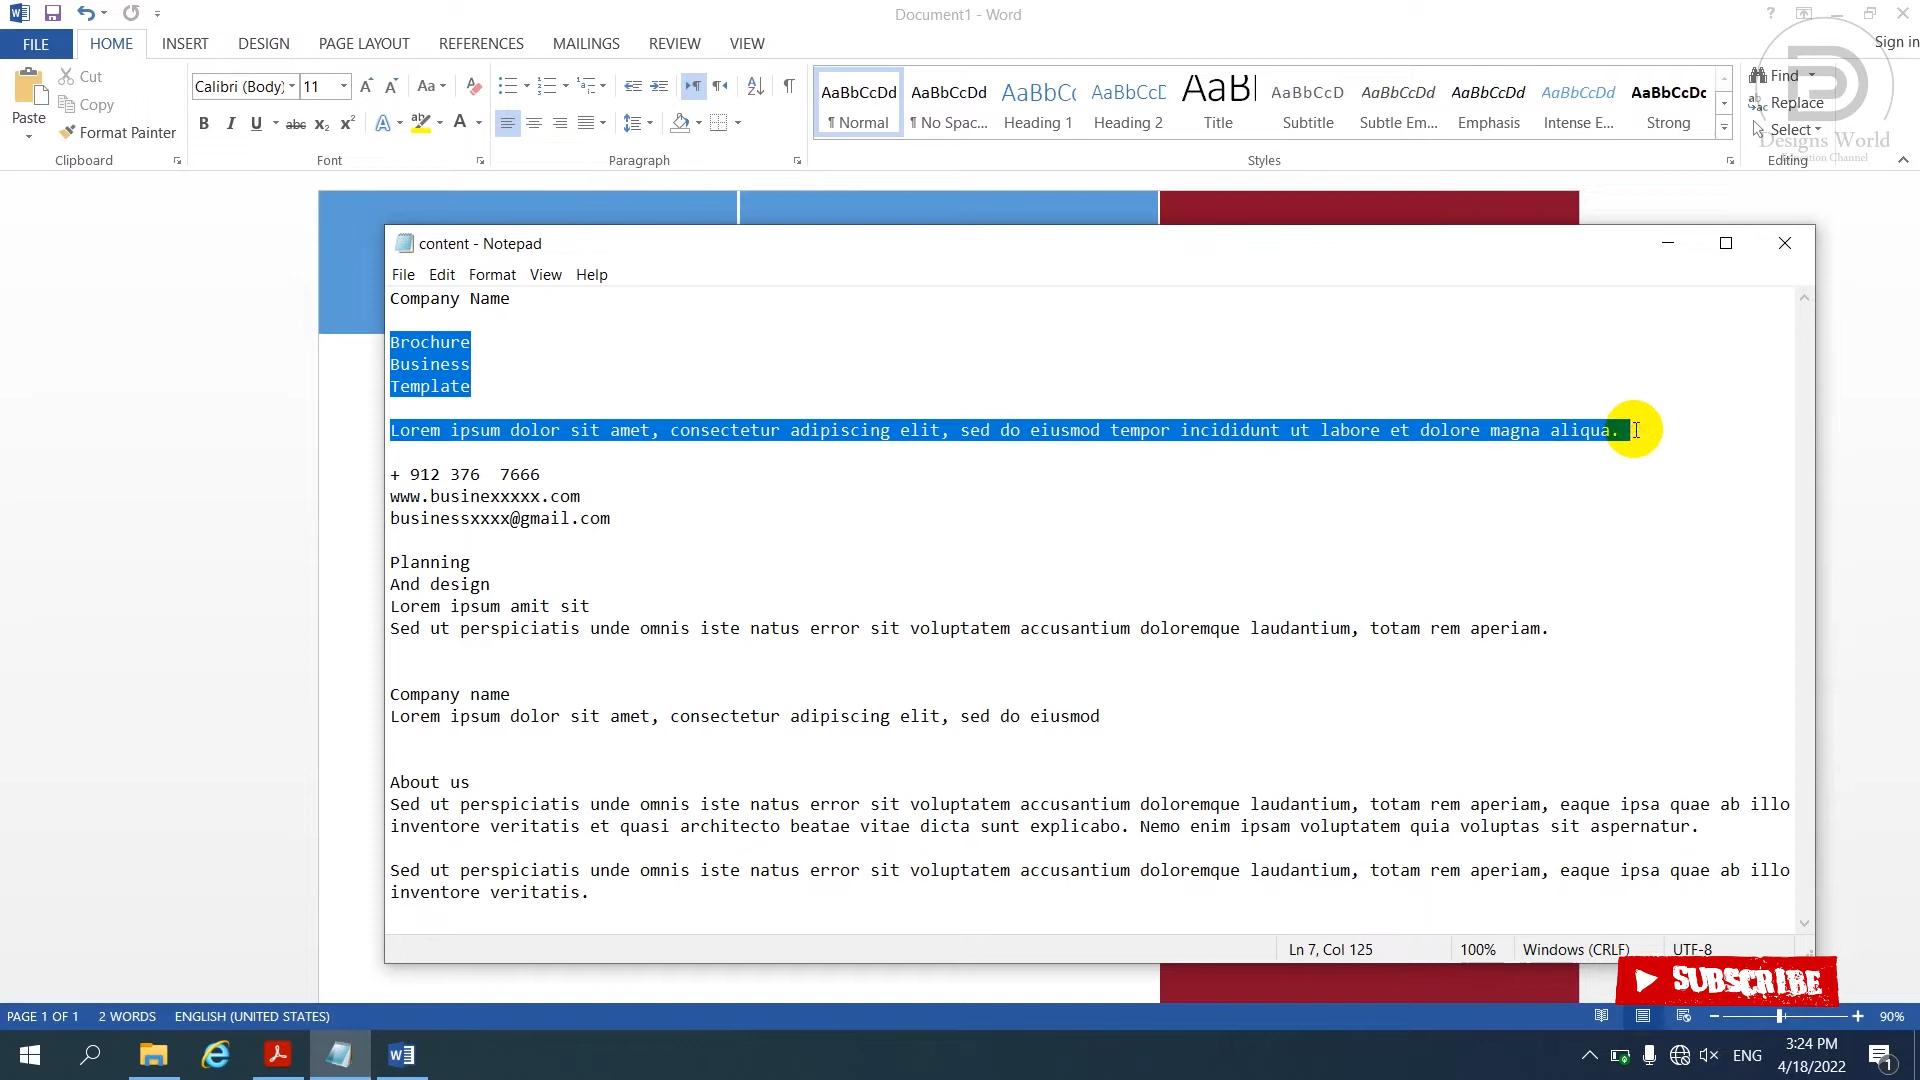 Document1 - Word
Sign in
FILE HOME INSERT DESIGN PAGE LAYOUT REFERENCES MAILINGS REVIEW VIEW
Paste
Cut
Copy
Format Painter
Clipboard
Calibri (Body) 11
Font
Paragraph
AaBbCcDd AaBbCcDd AaBbCc AaBbCcD AaBl AaBbCcD AaBbCcDd AaBbCcDd AaBbCcDd AaBbCcDc
¶ Normal ¶ No Spac... Heading 1 Heading 2 Title Subtitle Subtle Em... Emphasis Intense E... Strong
Styles
Find
Replace
Select
Editing
Designs World
content - Notepad
File Edit Format View Help
Company Name
Brochure
Business
Template
Lorem ipsum dolor sit amet, consectetur adipiscing elit, sed do eiusmod tempor incididunt ut labore et dolore magna aliqua.
+ 912 376  7666
www.businexxxxx.com
businessxxxx@gmail.com
Planning
And design
Lorem ipsum amit sit
Sed ut perspiciatis unde omnis iste natus error sit voluptatem accusantium doloremque laudantium, totam rem aperiam.
Company name
Lorem ipsum dolor sit amet, consectetur adipiscing elit, sed do eiusmod
About us
Sed ut perspiciatis unde omnis iste natus error sit voluptatem accusantium doloremque laudantium, totam rem aperiam, eaque ipsa quae ab illo
inventore veritatis et quasi architecto beatae vitae dicta sunt explicabo. Nemo enim ipsam voluptatem quia voluptas sit aspernatur.
Sed ut perspiciatis unde omnis iste natus error sit voluptatem accusantium doloremque laudantium, totam rem aperiam, eaque ipsa quae ab illo
inventore veritatis.
Ln 7, Col 125 100% Windows (CRLF) UTF-8
SUBSCRIBE
PAGE 1 OF 1 2 WORDS ENGLISH (UNITED STATES) 90%
ENG
3:24 PM
4/18/2022
1